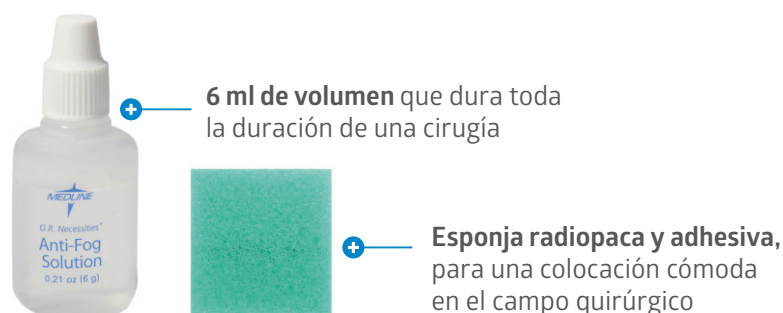 6 ml de volumen que dura toda
la duración de una cirugía
MEDLINE
O.R. Necessities®
Anti-Fog
Solution
0.21 oz (6 g)
Esponja radiopaca y adhesiva,
para una colocación cómoda
en el campo quirúrgico